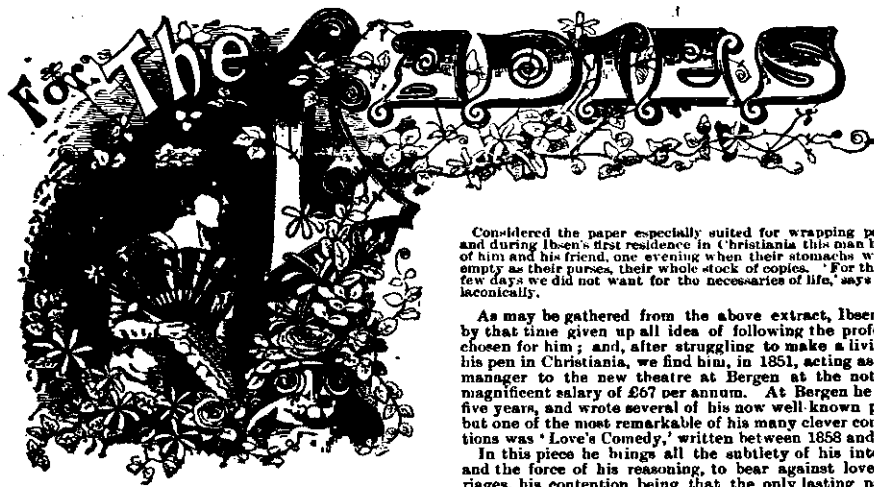 For The LADIES
Considered the paper especially suited for wrapping
and during Ibsen's first residence in Christiania this man
of him and his friend, one evening when their stomachs
empty as their purses, their whole stock of copies. 'For
few days we did not want for the necessaries of life,' says
laconically.
As may be gathered from the above extract,
by that time given up all idea of following the
chosen for him; and, after struggling to make a
his pen in Christiania, we find him, in 1851, acting as
manager to the new theatre at Bergen at the
magnificent salary of £67 per annum. At Bergen he
five years, and wrote several of his now well-known
but one of the most remarkable of his many clever
tions was 'Love's Comedy,' written between 1858 and
In this piece he brings all the subtlety of his
and the force of his reasoning, to bear against
riages, his contention being that the only lasting